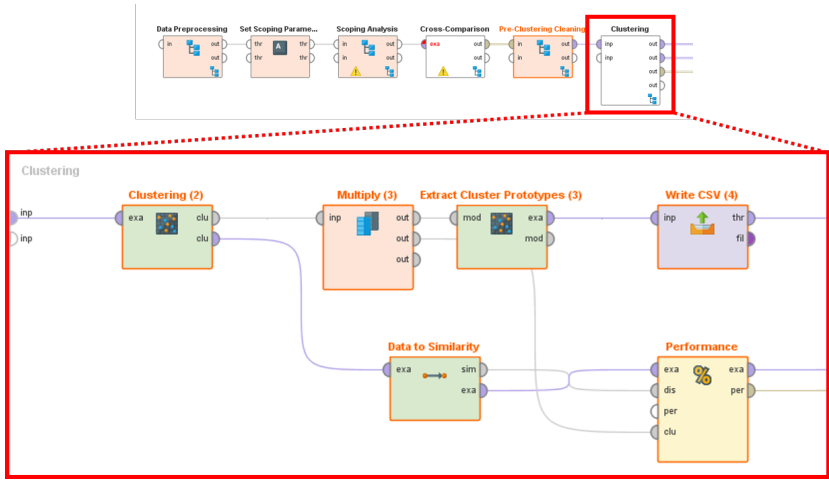 Data Preprocessing
Set Scoping Parame...
Scoping Analysis
Cross-Comparison
Pre-Clustering Cleaning
Clustering
in out thr thr in out exa out in out inp out
out thr thr in out out in out inp out
out
out
Clustering
inp
inp
Clustering (2)
exa clu
clu
Multiply (3)
inp out
out
out
Extract Cluster Prototypes (3)
mod exa
mod
Write CSV (4)
inp thr
fil
Data to Similarity
exa sim
exa
Performance
exa exa
dis per
per
clu
%